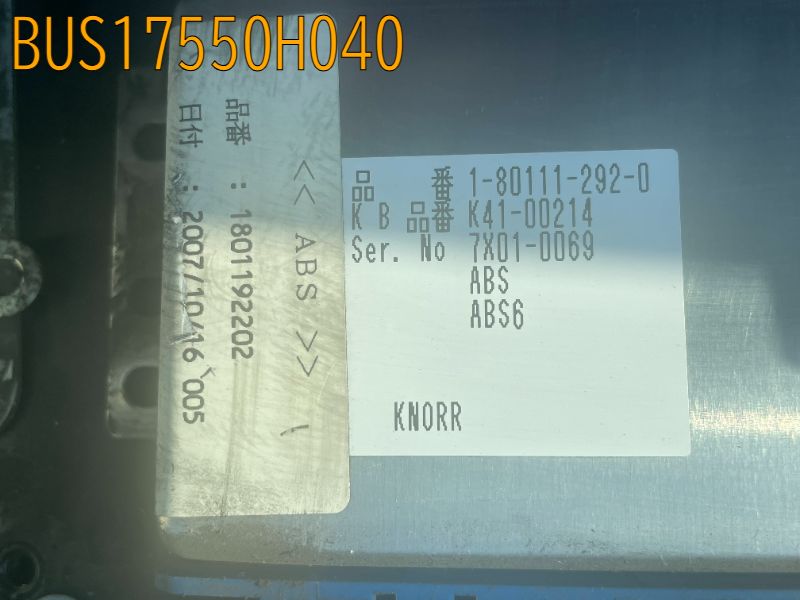 BUS17550H040
<< ABS >>
品番 : 1801192202
日付 : 2007/10/16 005
品 番 1-80111-292-0
K B 品番 K41-00214
Ser. No 7X01-0069
ABS
ABS6
KNORR